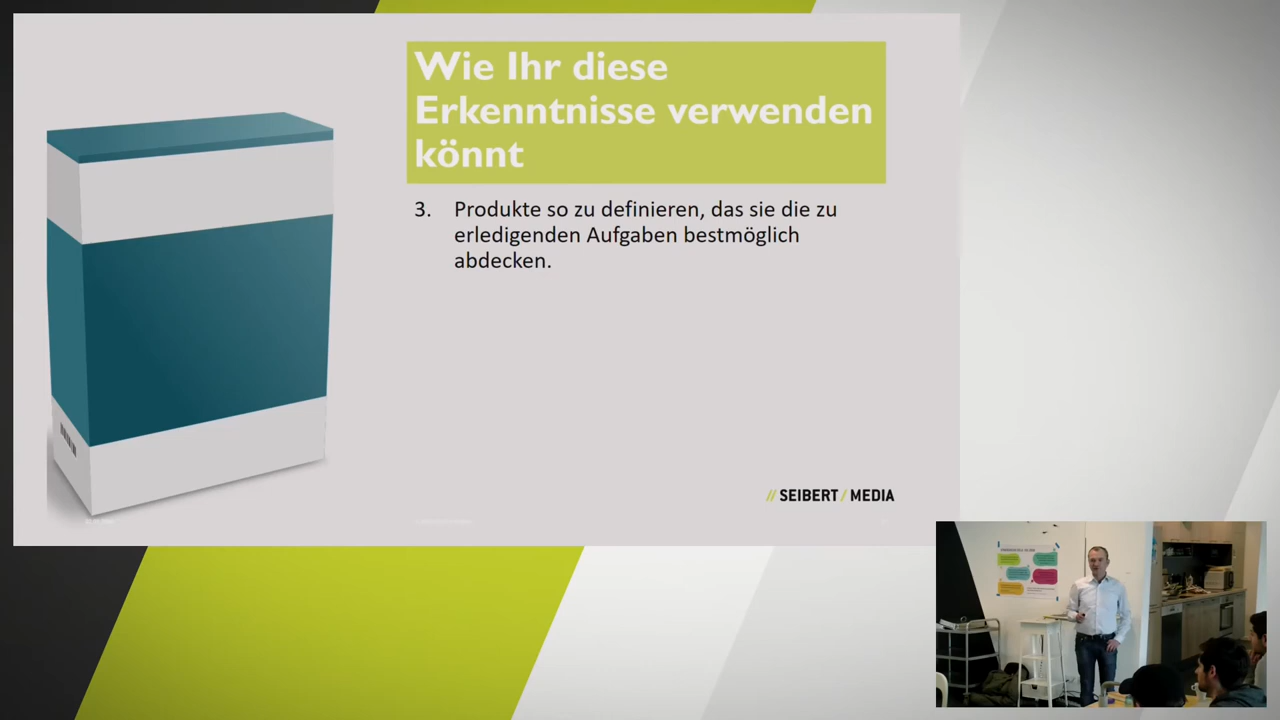 Wie Ihr diese
Erkenntnisse verwenden
könnt
3. Produkte so zu definieren, das sie die zu
erledigenden Aufgaben bestmöglich
abdecken.
// SEIBERT / MEDIA